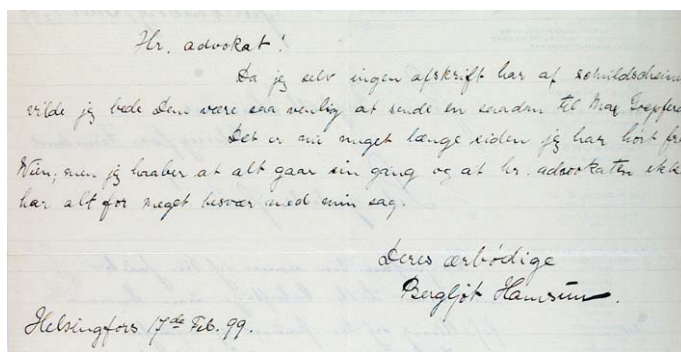 Hr. advokat!
Da jeg selv ingen afskrift har af schuldscheine
vilde jeg bede Dem være saa venlig at sende en saadan til Max
Det er nu meget længe siden jeg har hørt fra
Wien, men jeg haaber at alt gaar sin gang og at hr. advokaten ikke
har alt for meget besvær med min sag.
Deres ærbödige
Bergljot Hamsun.
Helsingfors 17de Feb. 99.